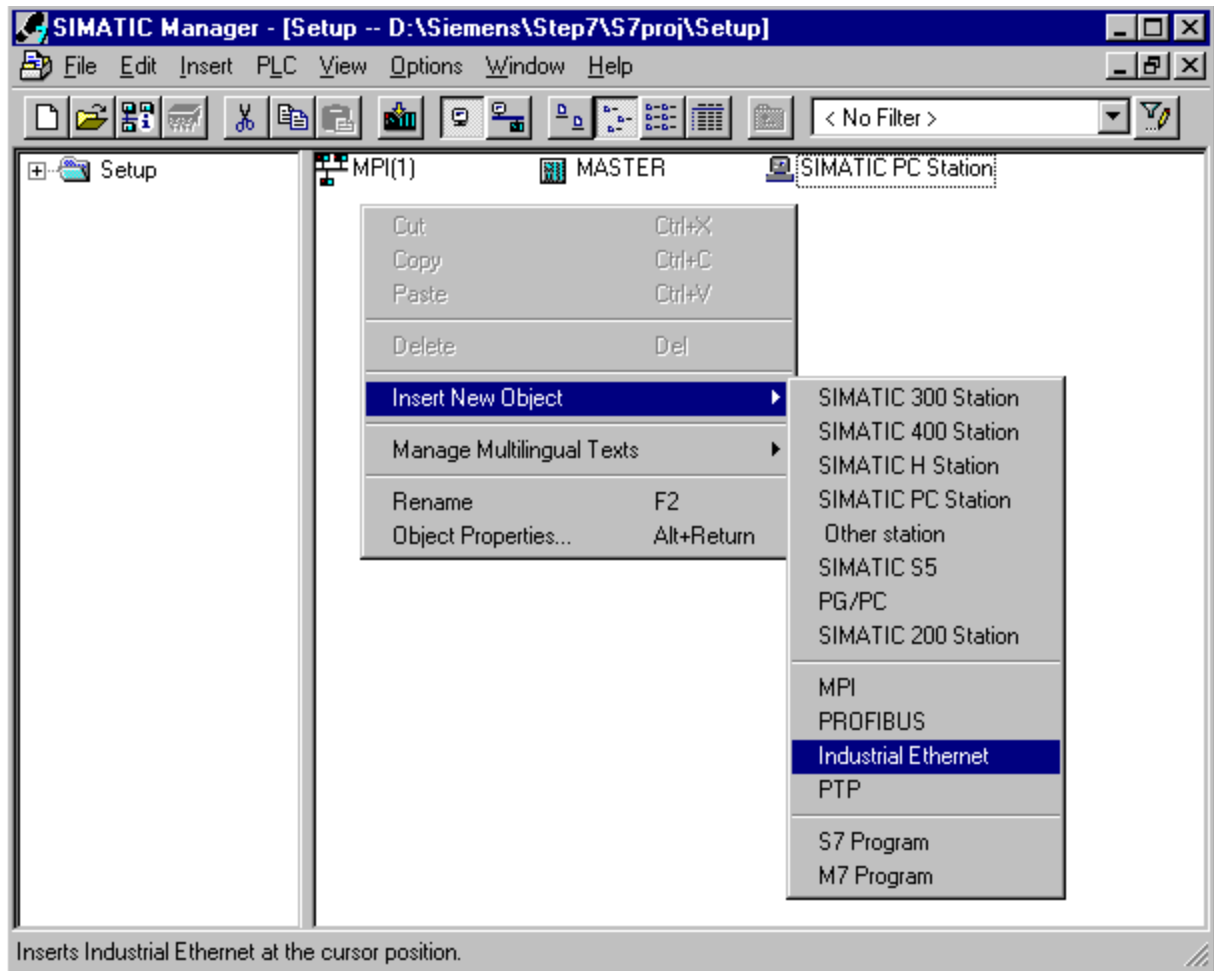 SIMATIC Manager - [Setup -- D:\Siemens\Step7\S7proj\Setup]
File Edit Insert PLC View Options Window Help
< No Filter >
Setup
MPI(1) MASTER SIMATIC PC Station
Cut Ctrl+X
Copy Ctrl+C
Paste Ctrl+V
Delete Del
Insert New Object
Manage Multilingual Texts
Rename F2
Object Properties... Alt+Return
SIMATIC 300 Station
SIMATIC 400 Station
SIMATIC H Station
SIMATIC PC Station
Other station
SIMATIC S5
PG/PC
SIMATIC 200 Station
MPI
PROFIBUS
Industrial Ethernet
PTP
S7 Program
M7 Program
Inserts Industrial Ethernet at the cursor position.